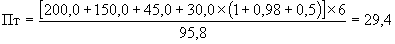 Пт = [200,0 + 150,0 + 45,0 + 30,0 × (1 + 0,98 + 0,5)] × 6 / 95,8 = 29,4